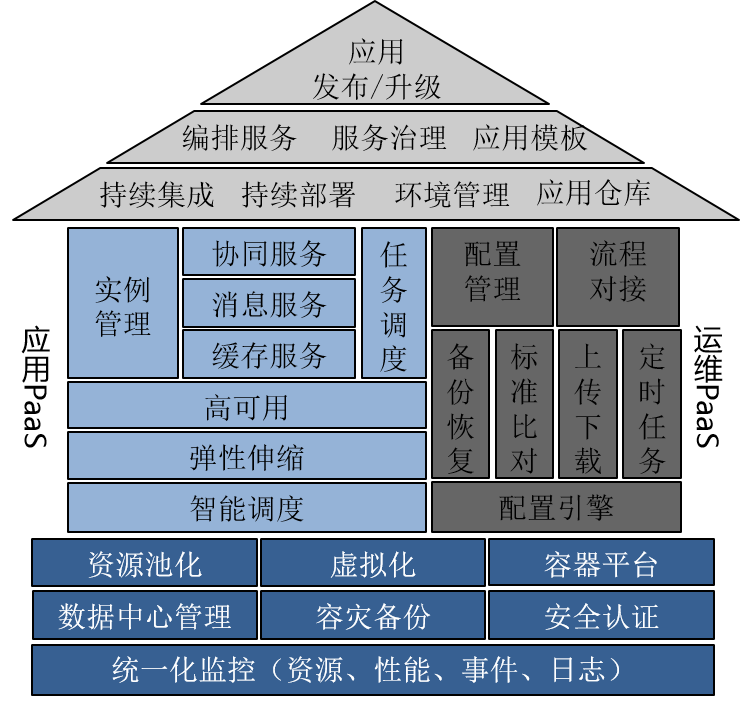 应用
发布/升级
编排服务 服务治理 应用模板
持续集成 持续部署 环境管理 应用仓库
应用PaaS
实例
管理
协同服务
消息服务
缓存服务
任务调度
高可用
弹性伸缩
智能调度
配置
管理
流程
对接
备份恢复
标准比对
上传下载
定时任务
配置引擎
运维PaaS
资源池化 虚拟化 容器平台
数据中心管理 容灾备份 安全认证
统一化监控（资源、性能、事件、日志）